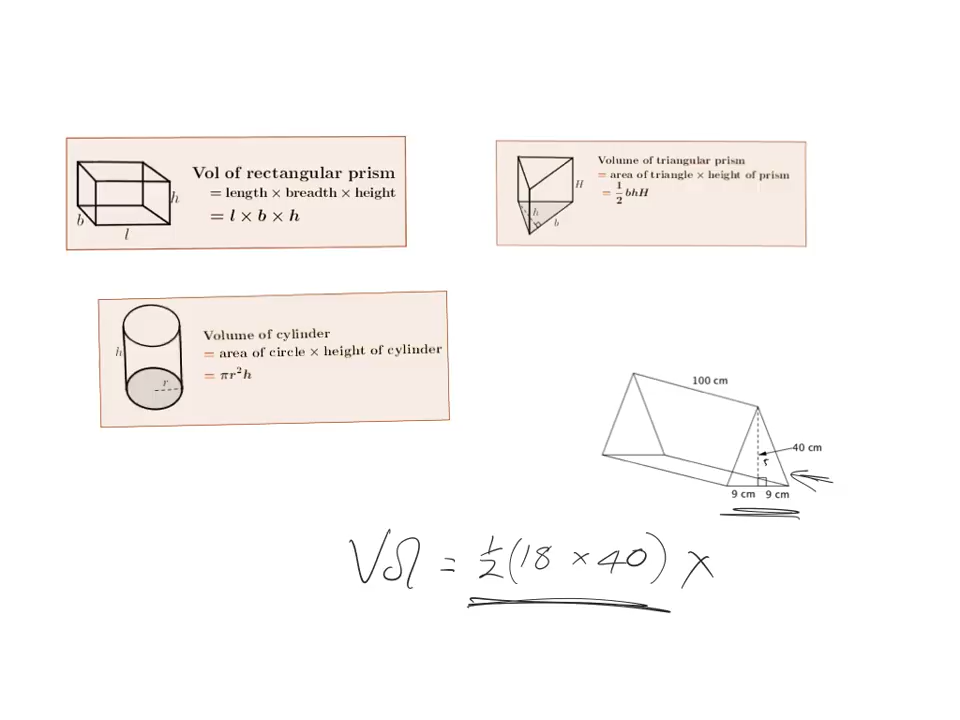 Vol of rectangular prism
= length × breadth × height
= l × b × h
h
b
l
Volume of triangular prism
= area of triangle × height of prism
= 1/2 bhH
H
h
b
Volume of cylinder
= area of circle × height of cylinder
= πr²h
h
r
100 cm
40 cm
9 cm 9 cm
= 1/2 (18 × 40) ×